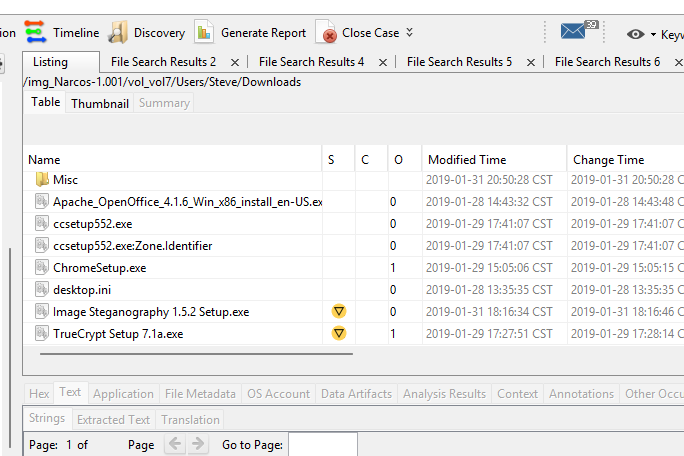 ion Timeline Discovery Generate Report Close Case 39 Keyw
Listing File Search Results 2 × File Search Results 4 × File Search Results 5 × File Search Results 6 ×
/img_Narcos-1.001/vol_vol7/Users/Steve/Downloads
Table Thumbnail Summary
Name S C O Modified Time Change Time
Misc 2019-01-31 20:50:28 CST 2019-01-31 20:50:28 C
Apache_OpenOffice_4.1.6_Win_x86_install_en-US.ex 0 2019-01-28 14:43:32 CST 2019-01-28 14:43:48 C
ccsetup552.exe 0 2019-01-29 17:41:07 CST 2019-01-29 17:41:07 C
ccsetup552.exe:Zone.Identifier 0 2019-01-29 17:41:07 CST 2019-01-29 17:41:07 C
ChromeSetup.exe 1 2019-01-29 15:05:06 CST 2019-01-29 15:05:15 C
desktop.ini 0 2019-01-28 13:35:35 CST 2019-01-28 13:35:35 C
Image Steganography 1.5.2 Setup.exe 0 2019-01-31 18:16:34 CST 2019-01-31 18:16:46 C
TrueCrypt Setup 7.1a.exe 1 2019-01-29 17:27:51 CST 2019-01-29 17:28:14 C
Hex Text Application File Metadata OS Account Data Artifacts Analysis Results Context Annotations Other Occu
Strings Extracted Text Translation
Page: 1 of Page Go to Page: